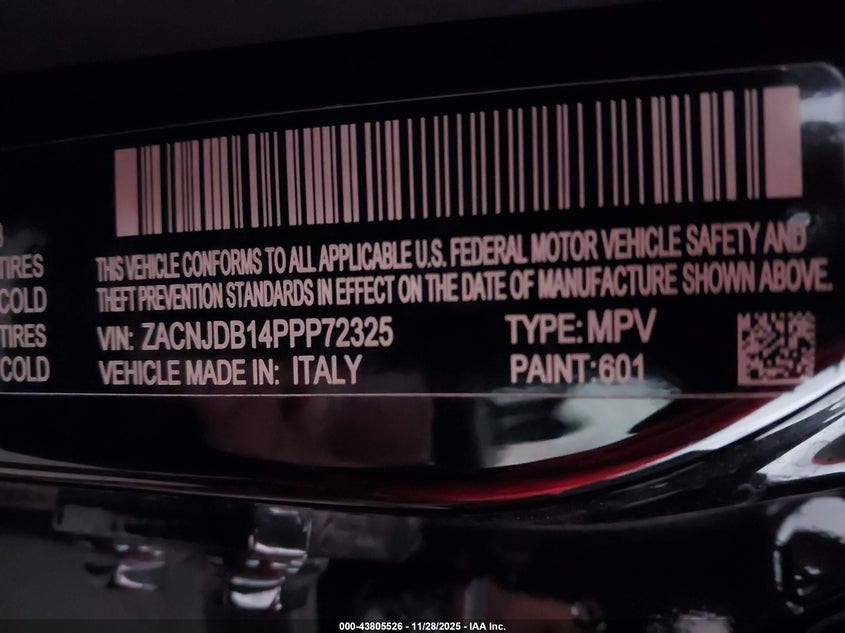 TIRES
COLD
TIRES
COLD
THIS VEHICLE CONFORMS TO ALL APPLICABLE U.S. FEDERAL MOTOR VEHICLE SAFETY AND
THEFT PREVENTION STANDARDS IN EFFECT ON THE DATE OF MANUFACTURE SHOWN ABOVE.
VIN: ZACNJDB14PPP72325 TYPE: MPV
VEHICLE MADE IN: ITALY PAINT: 601
000-43805526 - 11/28/2025 - IAA Inc.